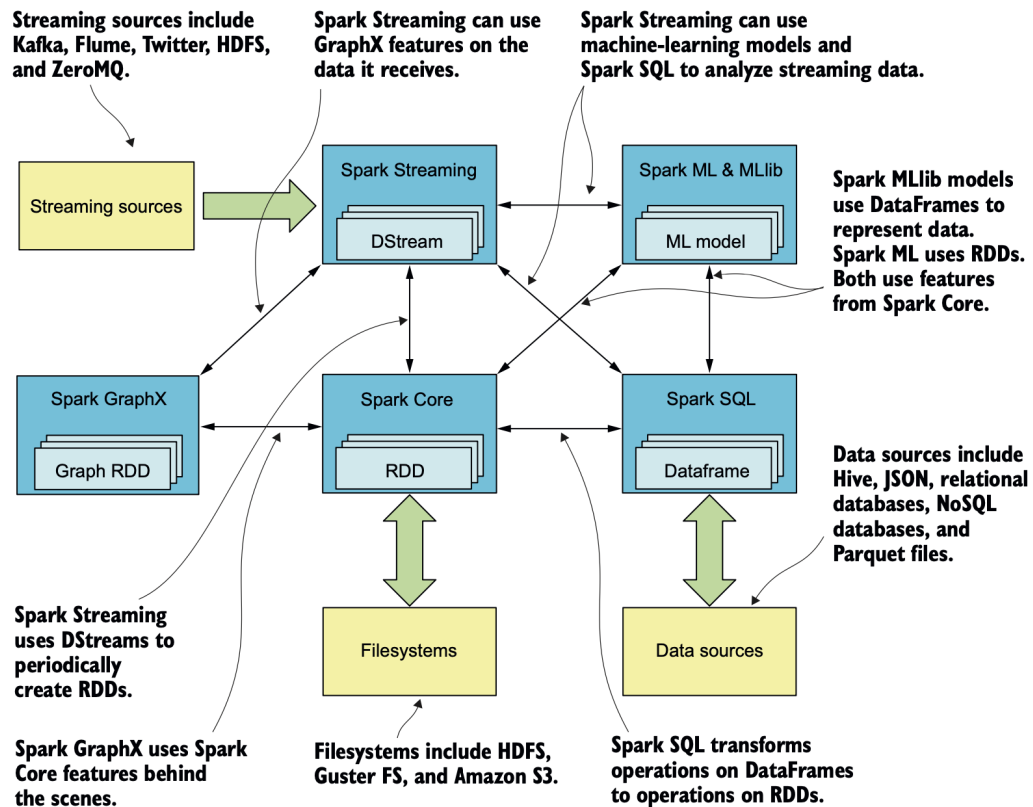 Streaming sources include
Kafka, Flume, Twitter, HDFS,
and ZeroMQ.
Spark Streaming can use
GraphX features on the
data it receives.
Spark Streaming can use
machine-learning models and
Spark SQL to analyze streaming data.
Streaming sources
Spark Streaming
DStream
Spark ML & MLlib
ML model
Spark MLlib models
use DataFrames to
represent data.
Spark ML uses RDDs.
Both use features
from Spark Core.
Spark GraphX
Graph RDD
Spark Core
RDD
Spark SQL
Dataframe
Data sources include
Hive, JSON, relational
databases, NoSQL
databases, and
Parquet files.
Spark Streaming
uses DStreams to
periodically
create RDDs.
Filesystems
Data sources
Spark GraphX uses Spark
Core features behind
the scenes.
Filesystems include HDFS,
Guster FS, and Amazon S3.
Spark SQL transforms
operations on DataFrames
to operations on RDDs.